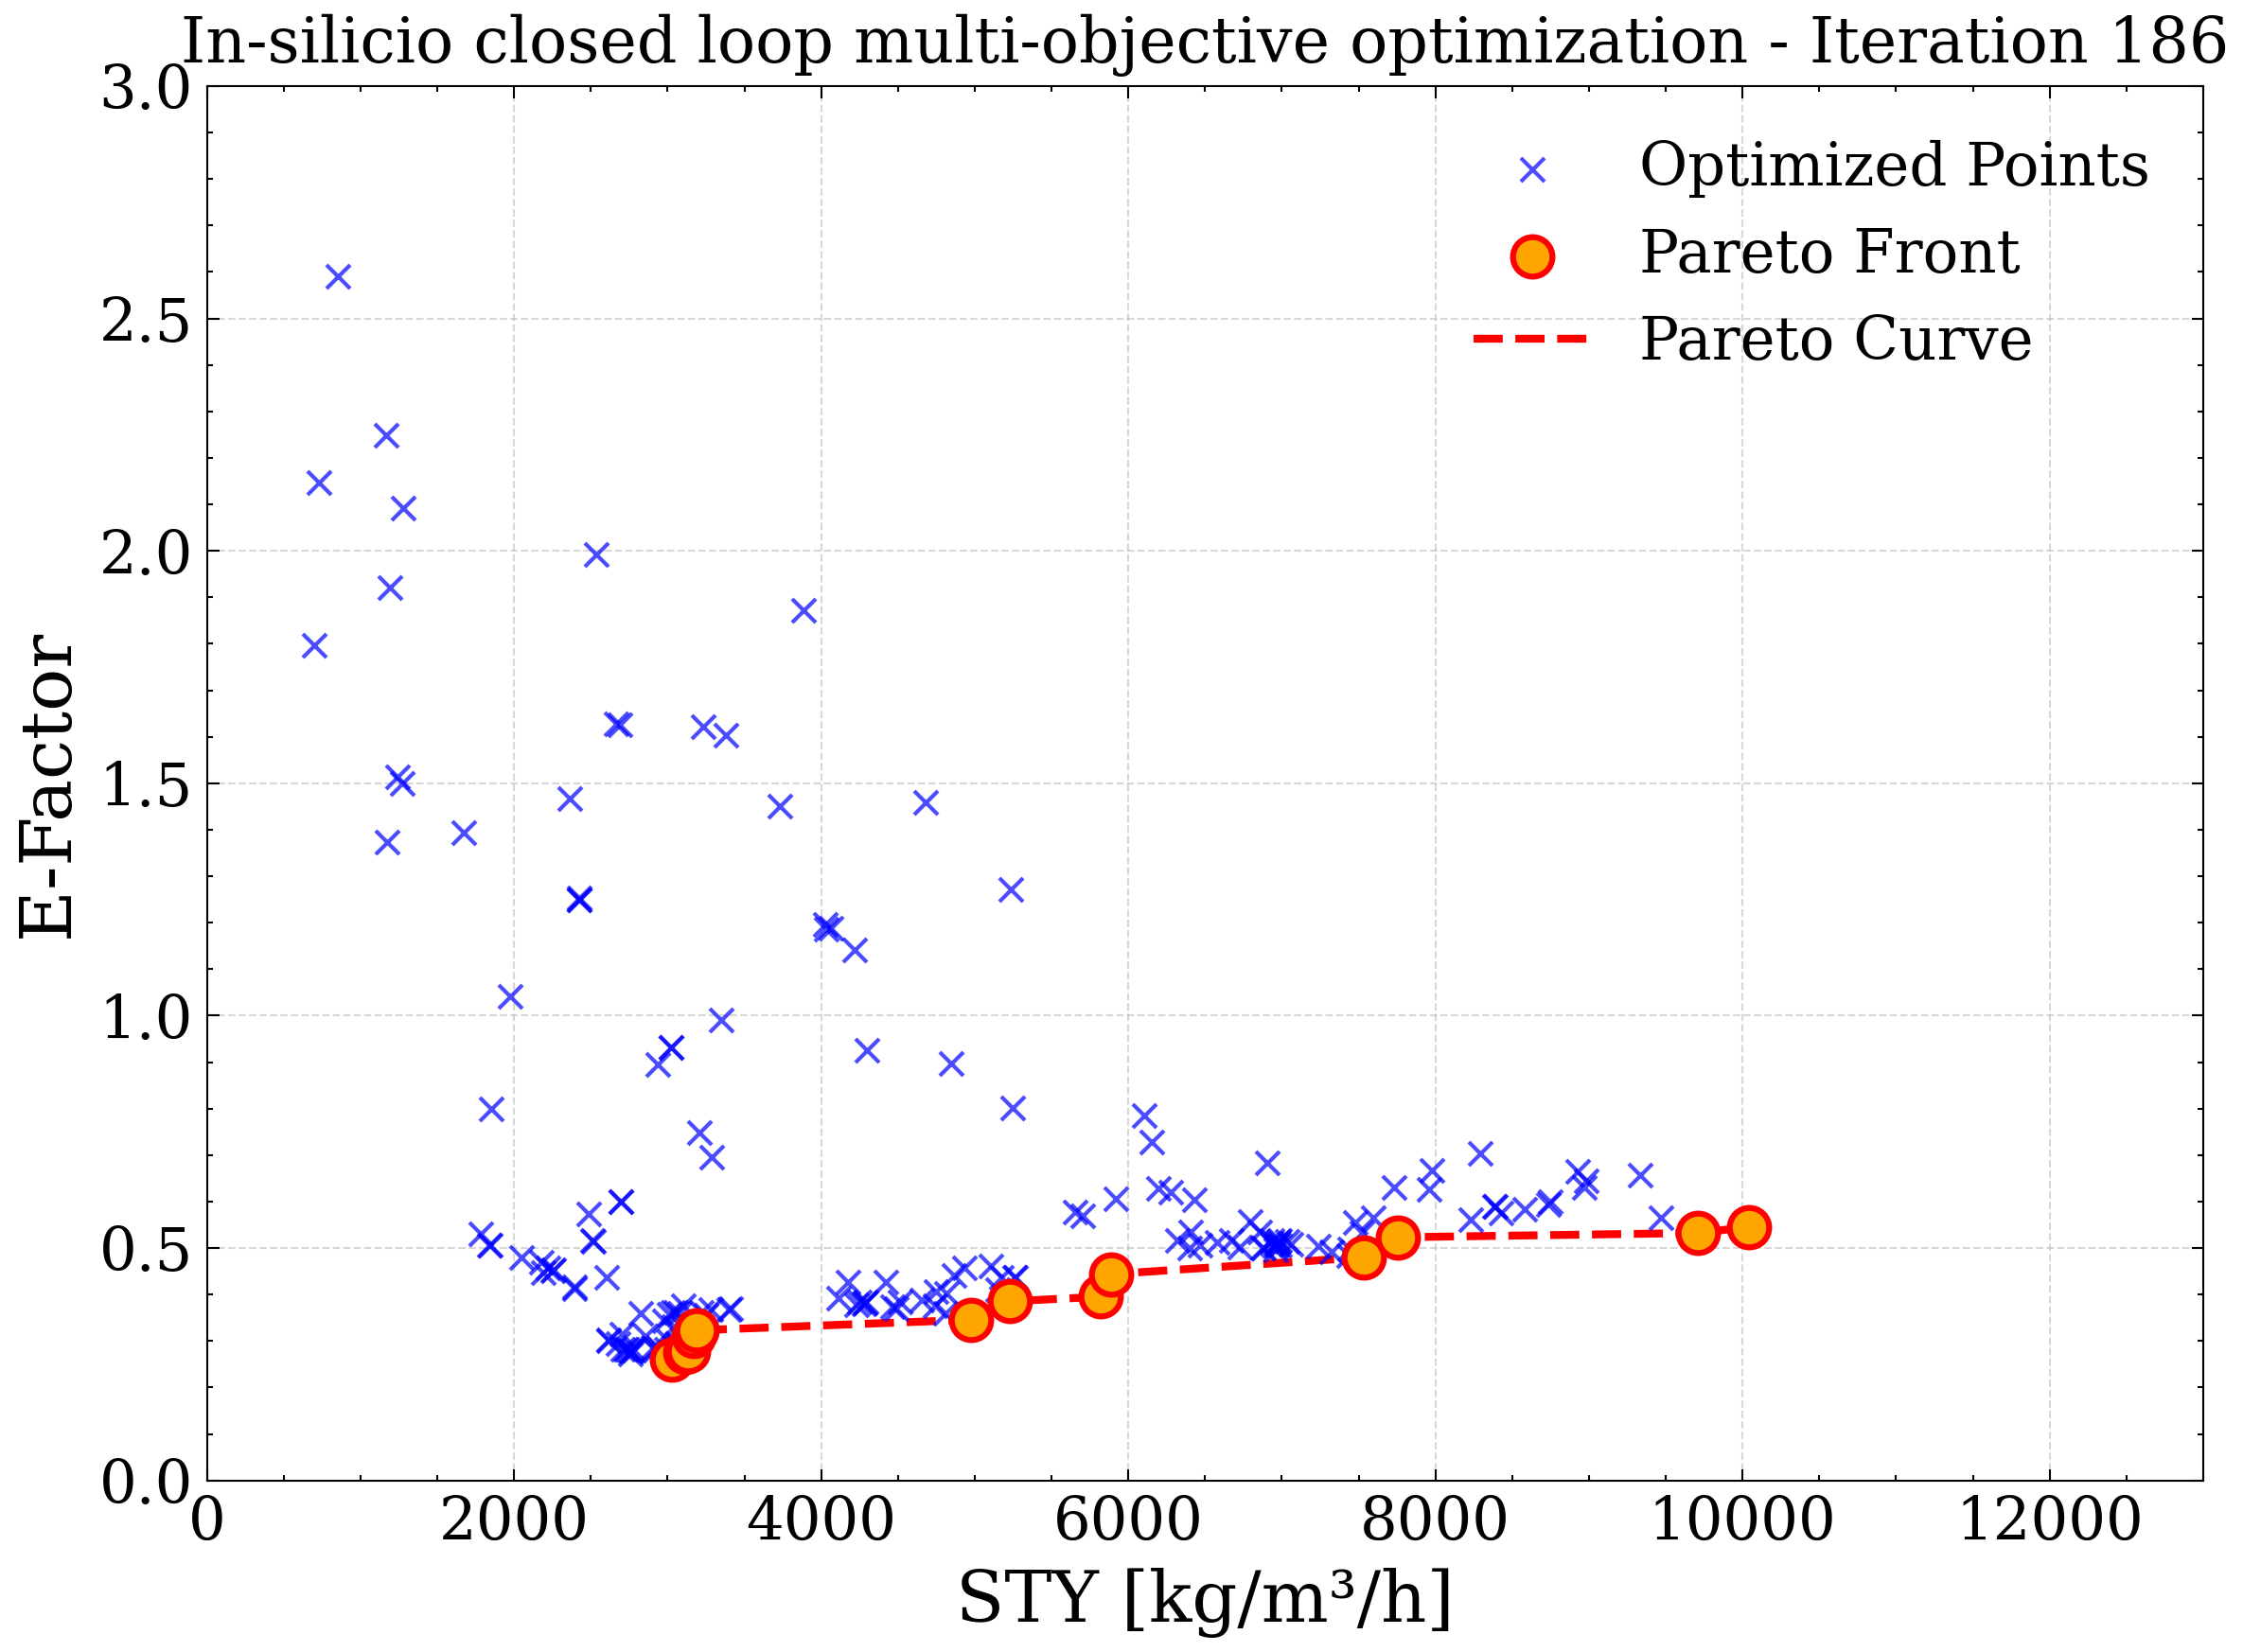 In-silicio closed loop multi-objective optimization - Iteration 186
3.0
2.5
2.0
1.5
1.0
0.5
0.0
E-Factor
Optimized Points
Pareto Front
Pareto Curve
0 2000 4000 6000 8000 10000 12000
STY [kg/m³/h]